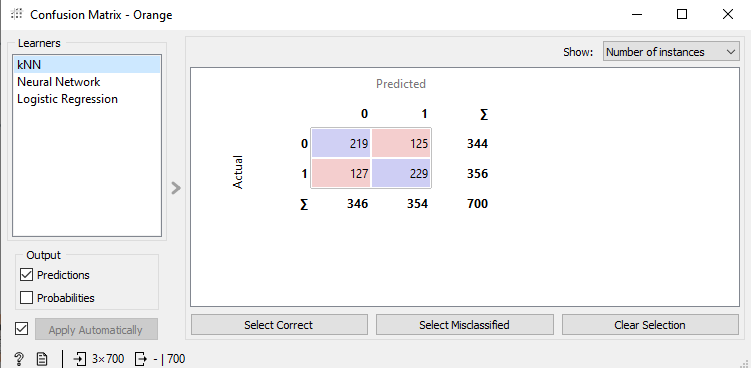 Confusion Matrix - Orange
Learners
kNN
Neural Network
Logistic Regression
Output
Predictions
Probabilities
Apply Automatically
Show: Number of instances
Predicted
0 1 ∑
Actual
0 219 125 344
1 127 229 356
∑ 346 354 700
Select Correct Select Misclassified Clear Selection
? 3×700 - | 700